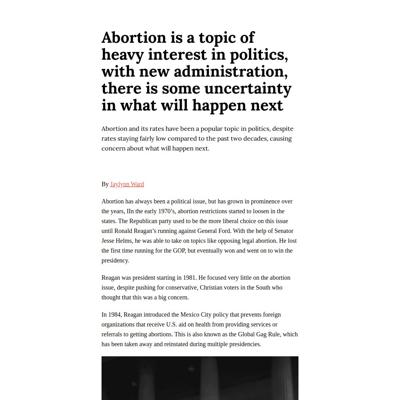 Abortion is a topic of
heavy interest in politics,
with new administration,
there is some uncertainty
in what will happen next
Abortion and its rates have been a popular topic in politics, despite
rates staying fairly low compared to the past two decades, causing
concern about what will happen next.
By Jaylynn Ward
Abortion has always been a political issue, but has grown in prominence over
the years, IIn the early 1970's, abortion restrictions started to loosen in the
states. The Republican party used to be the more liberal choice on this issue
until Ronald Reagan's running against General Ford. With the help of Senator
Jesse Helms, he was able to take on topics like opposing legal abortion. He lost
the first time running for the GOP, but eventually won and went on to win the
presidency.
Reagan was president starting in 1981. He focused very little on the abortion
issue, despite pushing for conservative, Christian voters in the South who
thought that this was a big concern.
In 1984, Reagan introduced the Mexico City policy that prevents foreign
organizations that receive U.S. aid on health from providing services or
referrals to getting abortions. This is also known as the Global Gag Rule, which
has been taken away and reinstated during multiple presidencies.